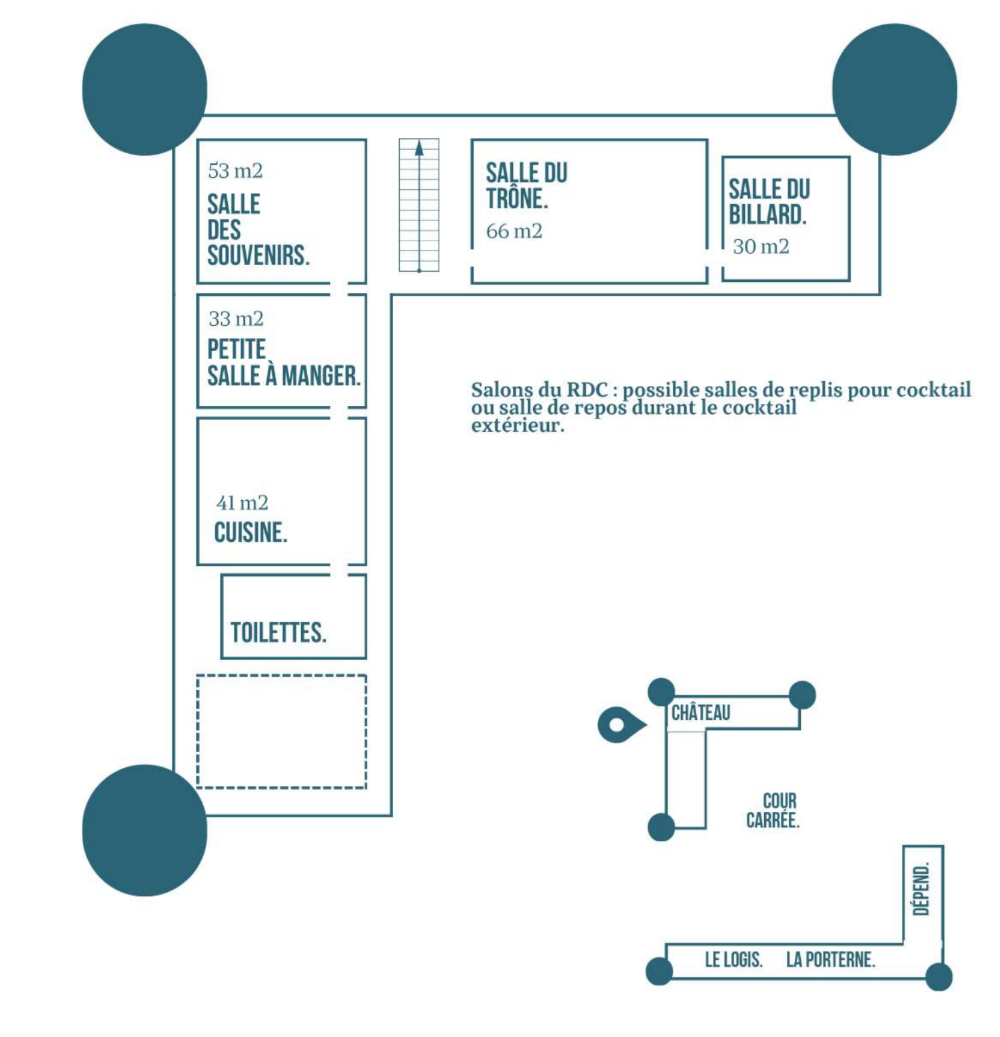 53 m2
SALLE
DES
SOUVENIRS.
SALLE DU
TRÔNE.
66 m2
SALLE DU
BILLARD.
30 m2
33 m2
PETITE
SALLE À MANGER.
Salons du RDC : possible salles de replis pour cocktail
ou salle de repos durant le cocktail
extérieur.
41 m2
CUISINE.
TOILETTES.
CHÂTEAU
COUR
CARRÉE.
DÉPEND.
LE LOGIS.
LA PORTERNE.